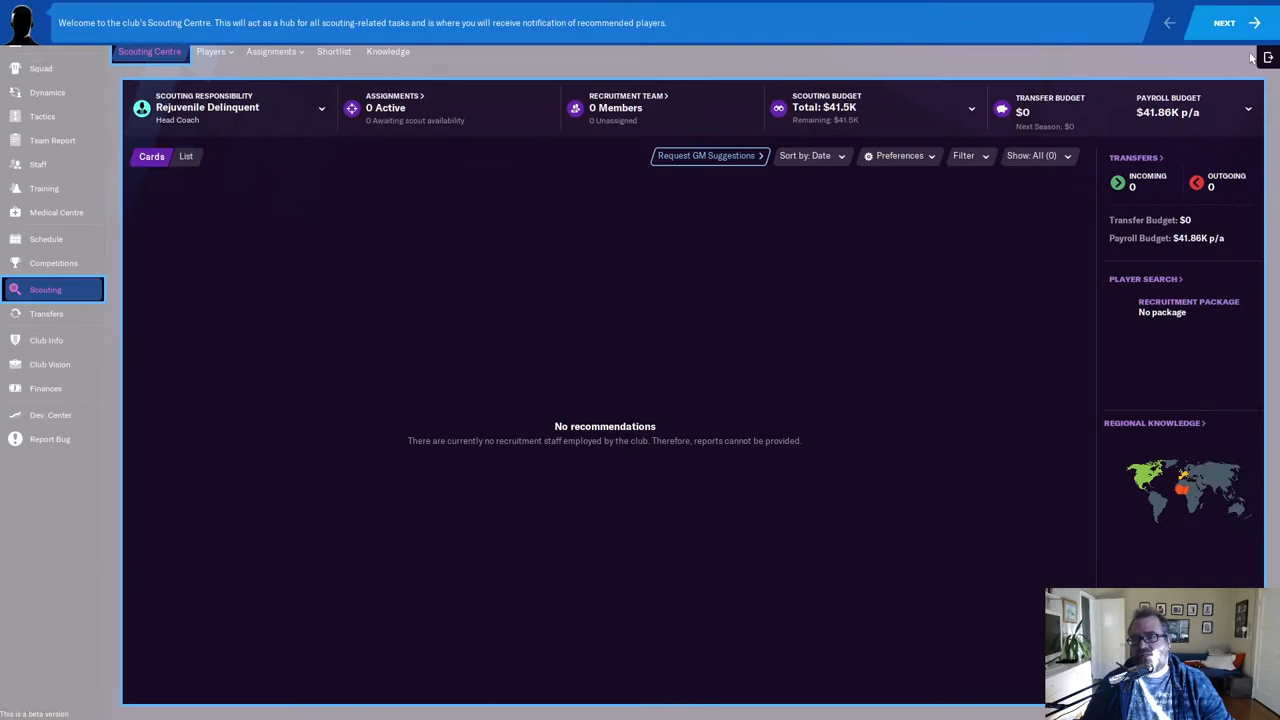 Welcome to the club's Scouting Centre. This will act as a hub for all scouting-related tasks and is where you will receive notification of recommended players.
NEXT
Scouting Centre
Players
Assignments
Shortlist
Knowledge
Squad
Dynamics
Tactics
Team Report
Staff
Training
Medical Centre
Schedule
Competitions
Scouting
Transfers
Club Info
Club Vision
Finances
Dev. Center
Report Bug
SCOUTING RESPONSIBILITY
Rejuvenile Delinquent
Head Coach
ASSIGNMENTS >
0 Active
0 Awaiting scout availability
RECRUITMENT TEAM >
0 Members
0 Unassigned
SCOUTING BUDGET
Total: $41.5K
Remaining: $41.5K
TRANSFER BUDGET
$0
Next Season: $0
PAYROLL BUDGET
$41.86K p/a
Cards
List
Request GM Suggestions >
Sort by: Date
Preferences
Filter
Show: All (0)
No recommendations
There are currently no recruitment staff employed by the club. Therefore, reports cannot be provided.
TRANSFERS >
INCOMING
0
OUTGOING
0
Transfer Budget: $0
Payroll Budget: $41.86K p/a
PLAYER SEARCH >
RECRUITMENT PACKAGE
No package
REGIONAL KNOWLEDGE >
This is a beta version